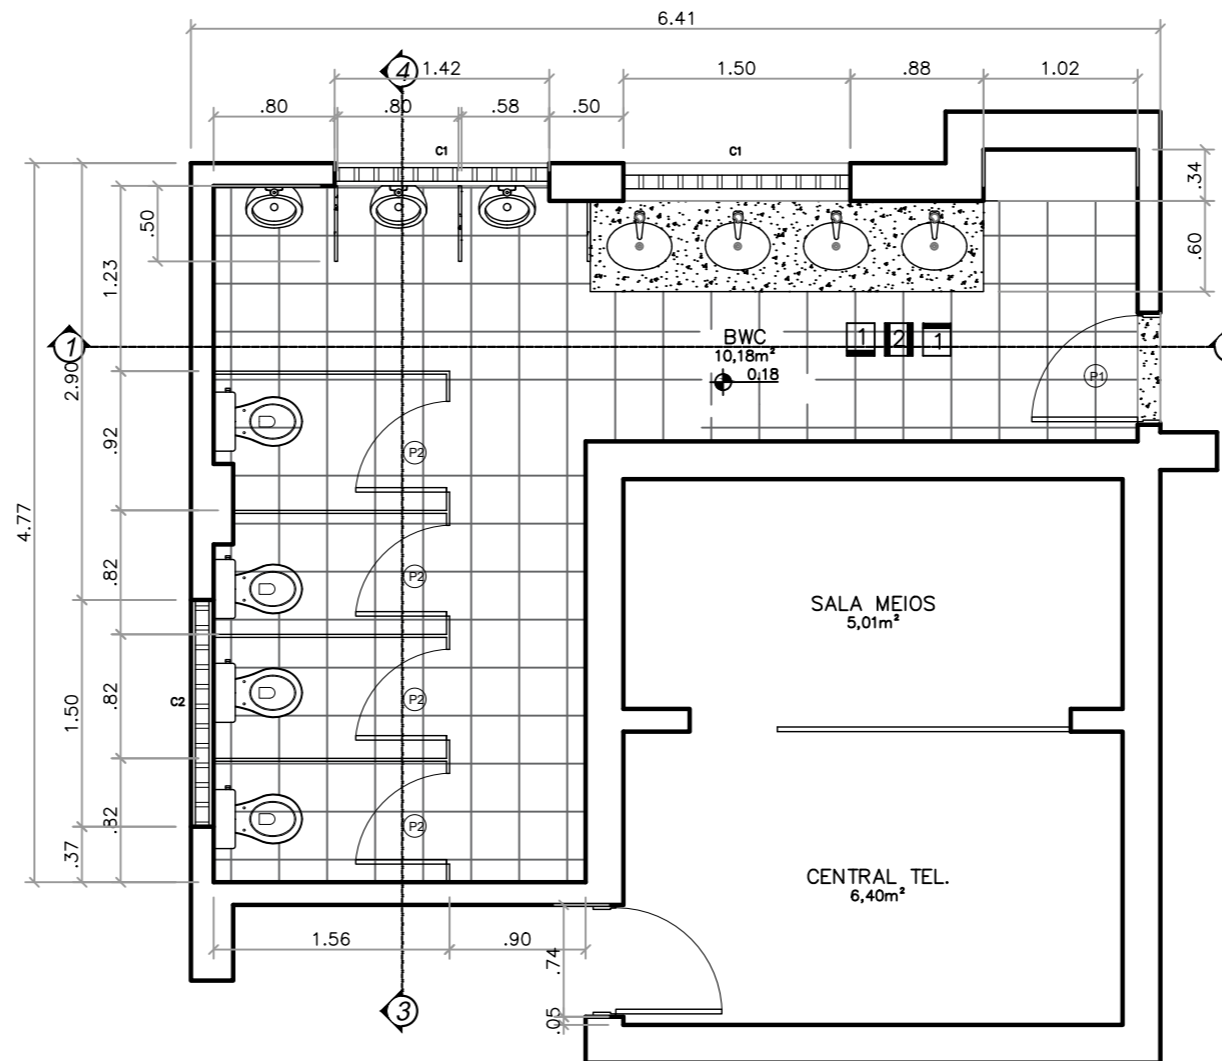 6.41
4
1.42
1.50
.88
1.02
.80
.80
.58
.50
C1
C1
.34
.50
.60
1.23
1
BWC
10,18m²
0,18
1
2
1
2.90
P1
.92
P2
4.77
.82
P2
SALA MEIOS
5,01m²
.82
P2
C2
1.50
.82
P2
.37
CENTRAL TEL.
6,40m²
1.56
.90
.74
3
.05